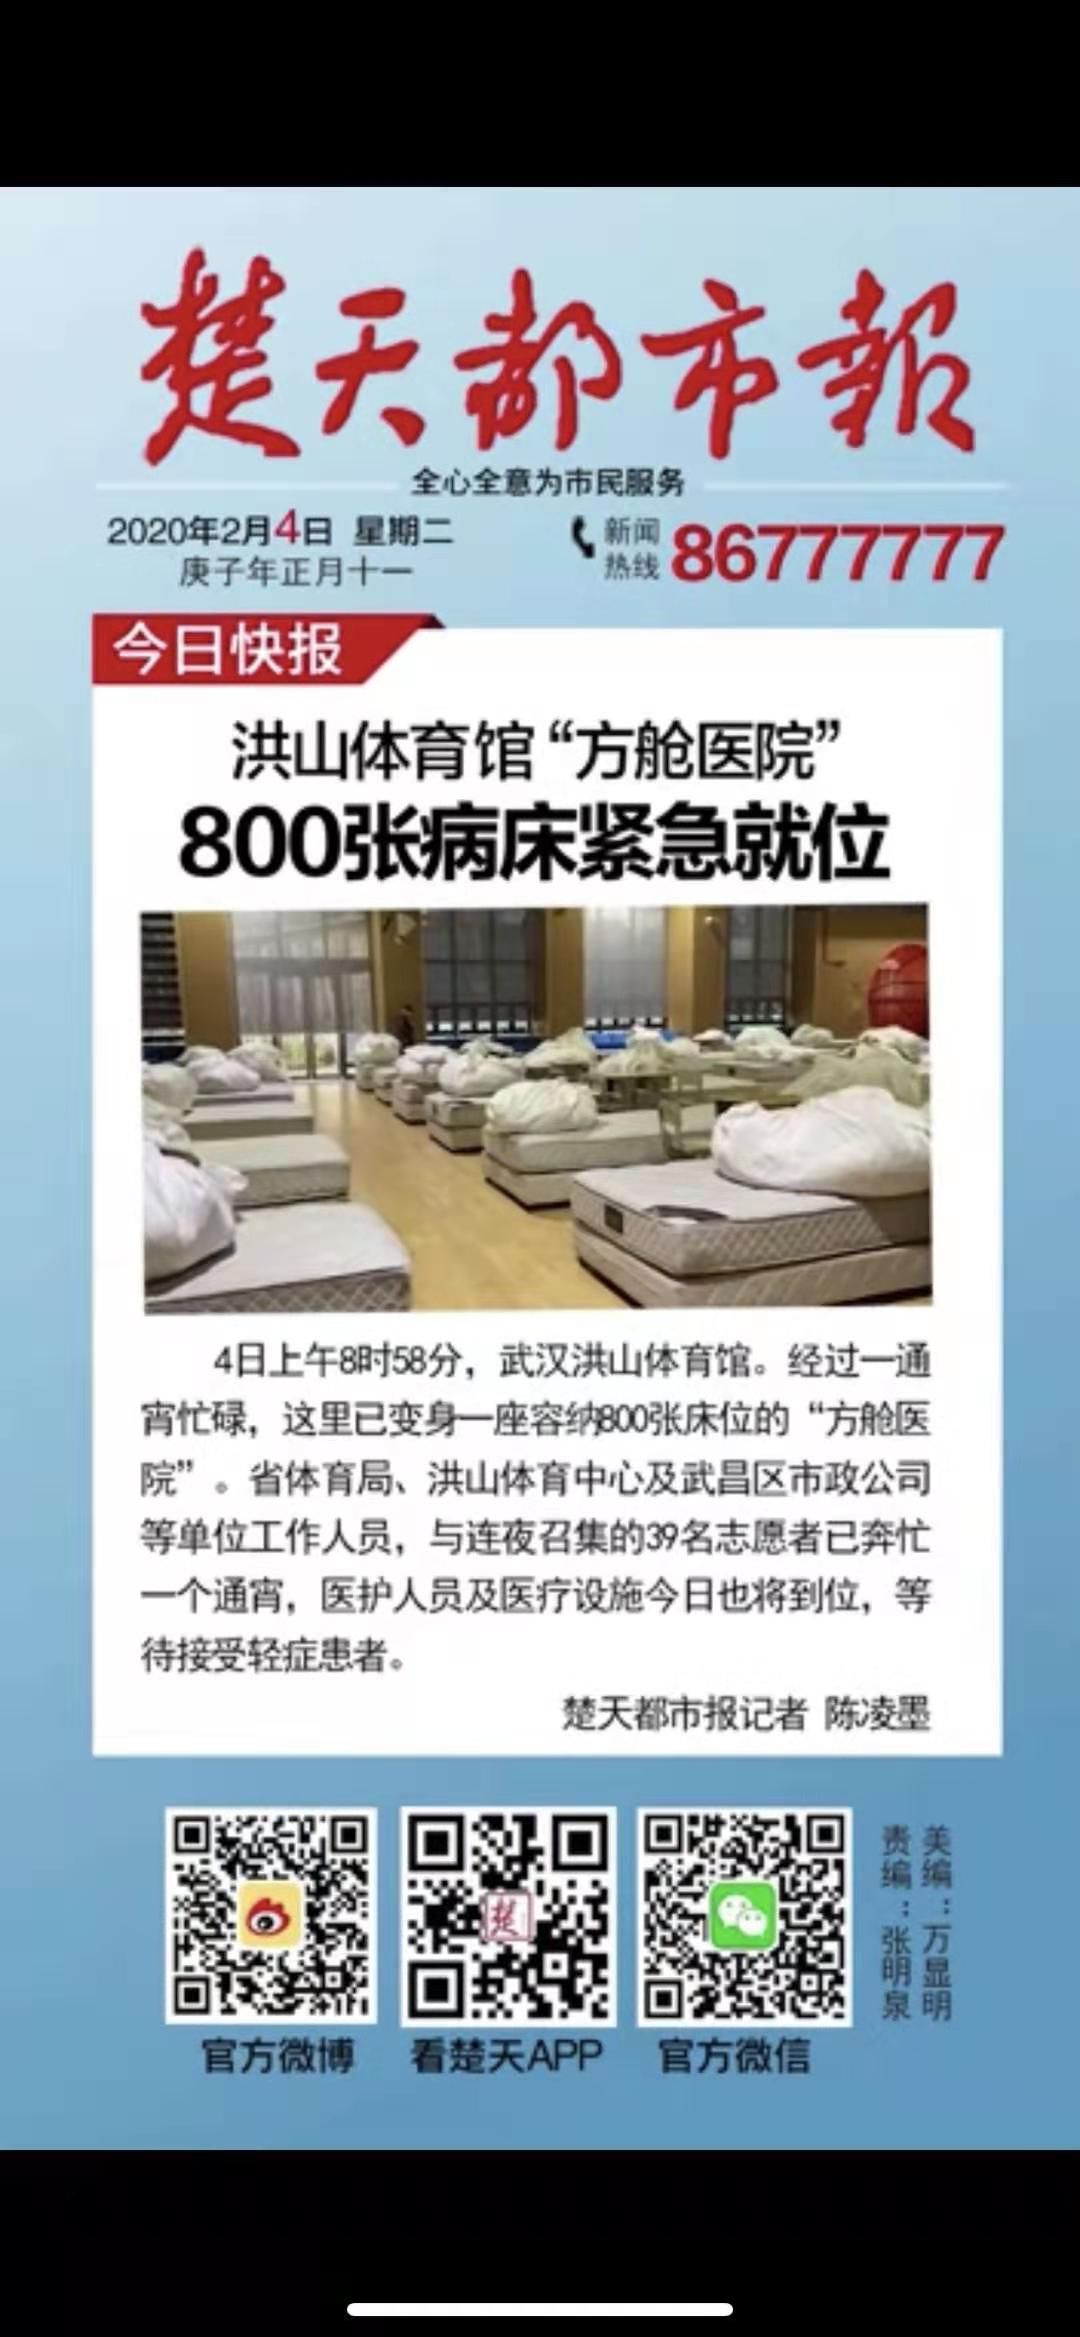 楚天都市報
全心全意为市民服务
2020年2月4日 星期二
庚子年正月十一
新闻热线 86777777
今日快报
洪山体育馆“方舱医院”
800张病床紧急就位
4日上午8时58分，武汉洪山体育馆。经过一通
宵忙碌，这里已变身一座容纳800张床位的“方舱医
院”。省体育局、洪山体育中心及武昌区市政公司
等单位工作人员，与连夜召集的39名志愿者已奔忙
一个通宵，医护人员及医疗设施今日也将到位，等
待接受轻症患者。
楚天都市报记者 陈凌墨
楚
官方微博
看楚天APP
官方微信
责编：张明泉
美编：万显明